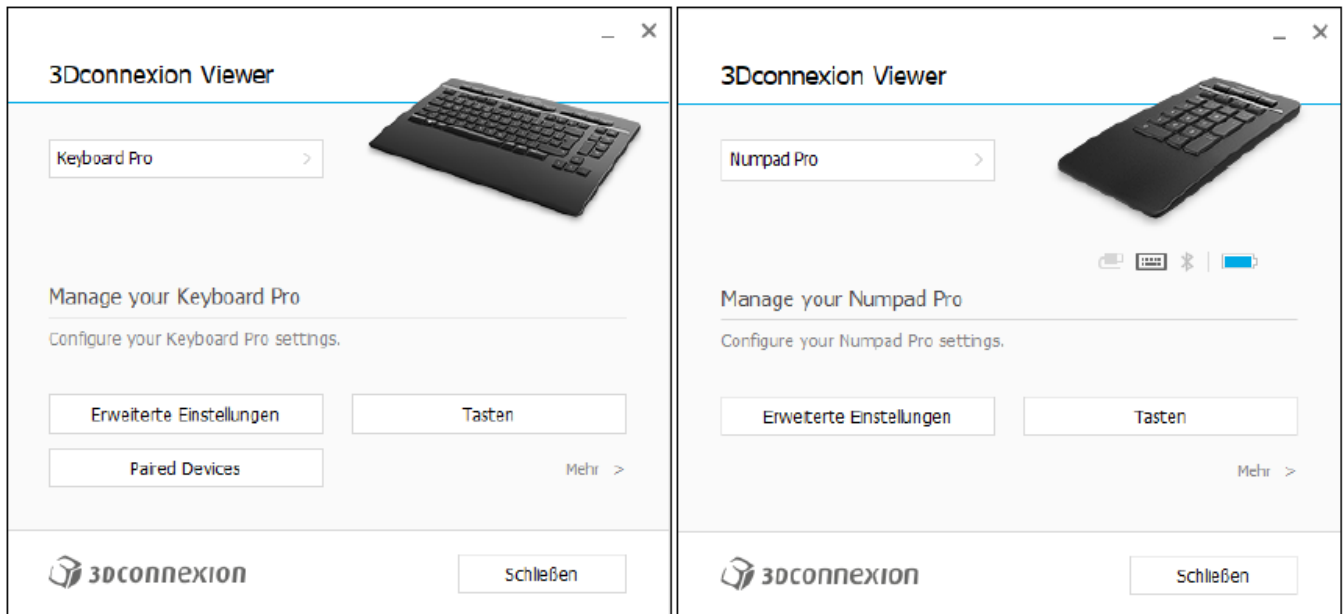 3Dconnexion Viewer
Keyboard Pro
Manage your Keyboard Pro
Configure your Keyboard Pro settings.
Erweiterte Einstellungen
Tasten
Paired Devices
Mehr >
3Dconnexion
Schließen
3Dconnexion Viewer
Numpad Pro
Manage your Numpad Pro
Configure your Numpad Pro settings.
Erweiterte Einstellungen
Tasten
Mehr >
3Dconnexion
Schließen